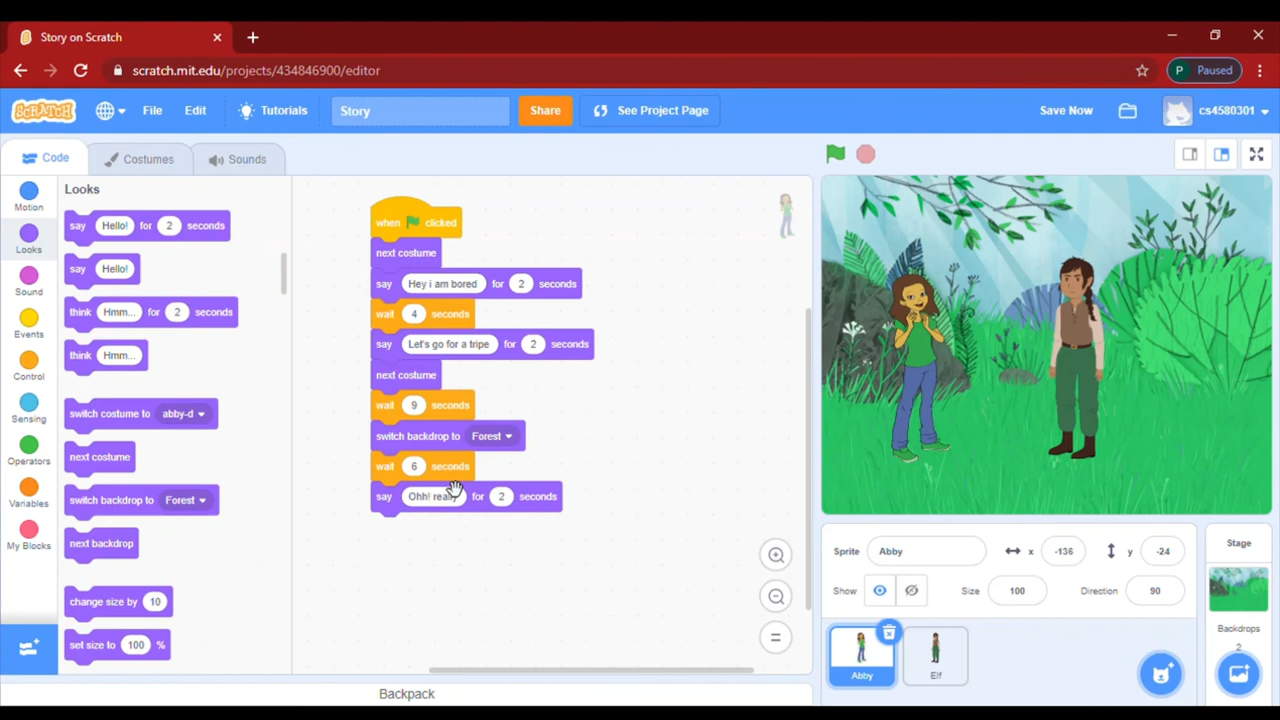 Story on Scratch
scratch.mit.edu/projects/434846900/editor
P Paused
SCRATCH File Edit Tutorials Story Share See Project Page Save Now cs4580301
Code Costumes Sounds
Motion
Looks
Sound
Events
Control
Sensing
Operators
Variables
My Blocks
Looks
say Hello! for 2 seconds
say Hello!
think Hmm... for 2 seconds
think Hmm...
switch costume to abby-d
next costume
switch backdrop to Forest
next backdrop
change size by 10
set size to 100 %
when clicked
next costume
say Hey i am bored for 2 seconds
wait 4 seconds
say Let's go for a tripe for 2 seconds
next costume
wait 9 seconds
switch backdrop to Forest
wait 6 seconds
say Ohh! for 2 seconds
Backpack
Sprite Abby x -136 y -24
Show Size 100 Direction 90
Abby
Elf
Stage
Backdrops
2